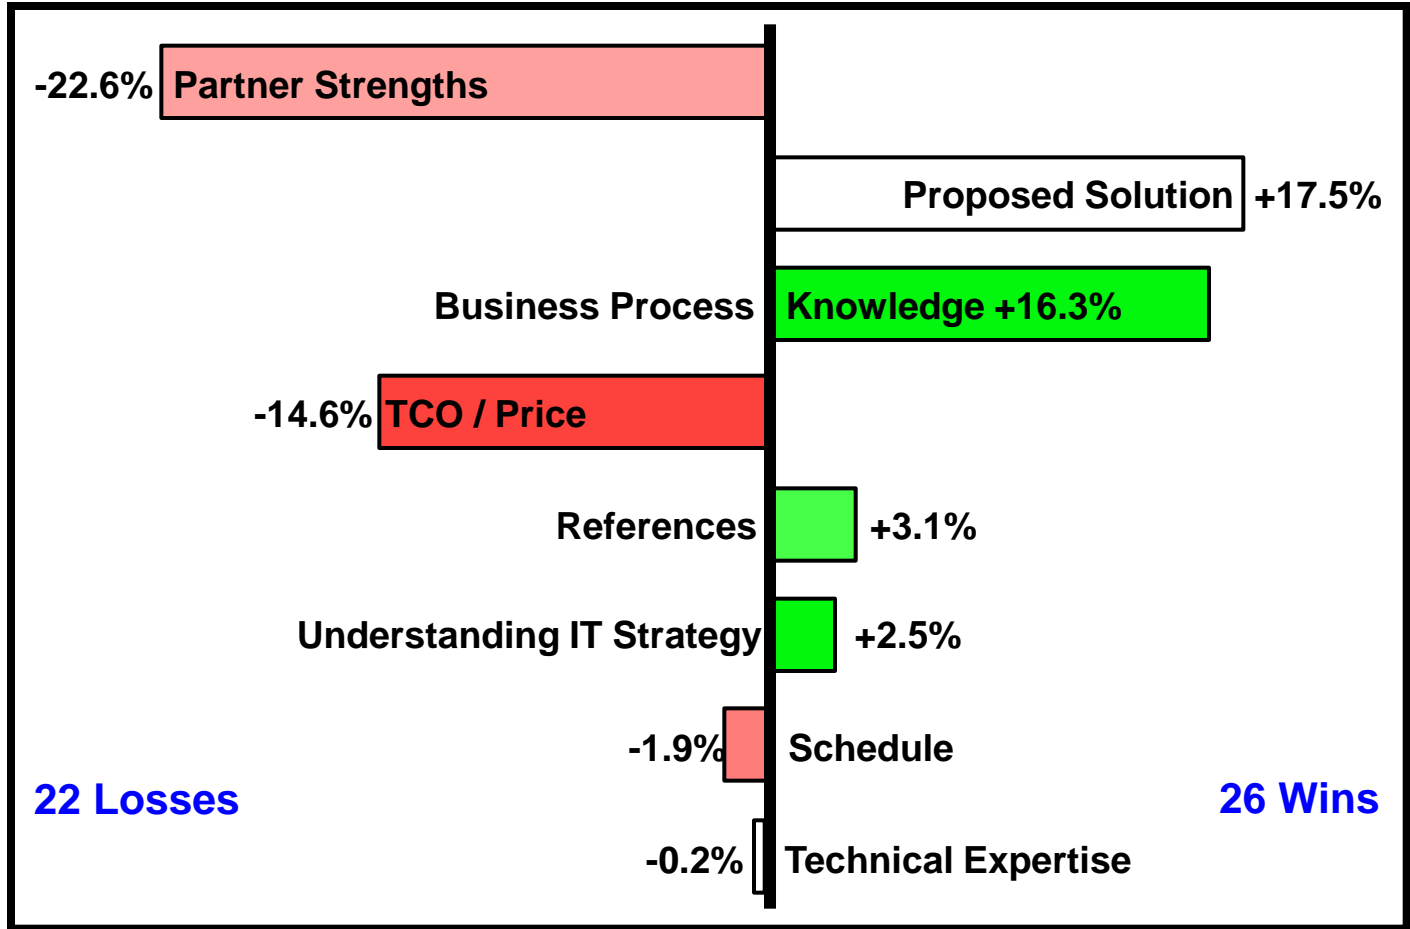 -22.6% Partner Strengths
Proposed Solution +17.5%
Business Process Knowledge +16.3%
-14.6% TCO / Price
References +3.1%
Understanding IT Strategy +2.5%
-1.9% Schedule
22 Losses 26 Wins
-0.2% Technical Expertise